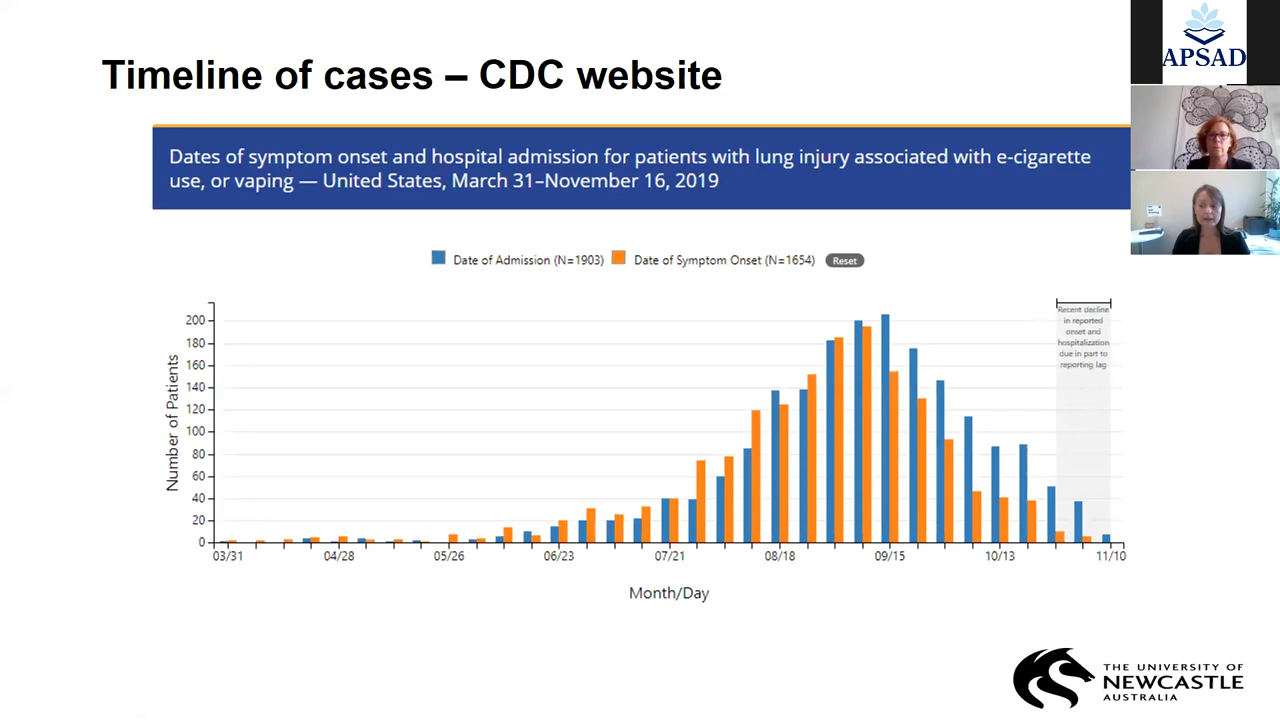 Timeline of cases – CDC website
APSAD
Dates of symptom onset and hospital admission for patients with lung injury associated with e-cigarette
use, or vaping — United States, March 31–November 16, 2019
Date of Admission (N=1903) Date of Symptom Onset (N=1654) Reset
Number of Patients
200
180
160
140
120
100
80
60
40
20
0
Recent decline
in reported
onset and
hospitalization
due in part to
reporting lag
03/31 04/28 05/26 06/23 07/21 08/18 09/15 10/13 11/10
Month/Day
THE UNIVERSITY OF
NEWCASTLE
AUSTRALIA